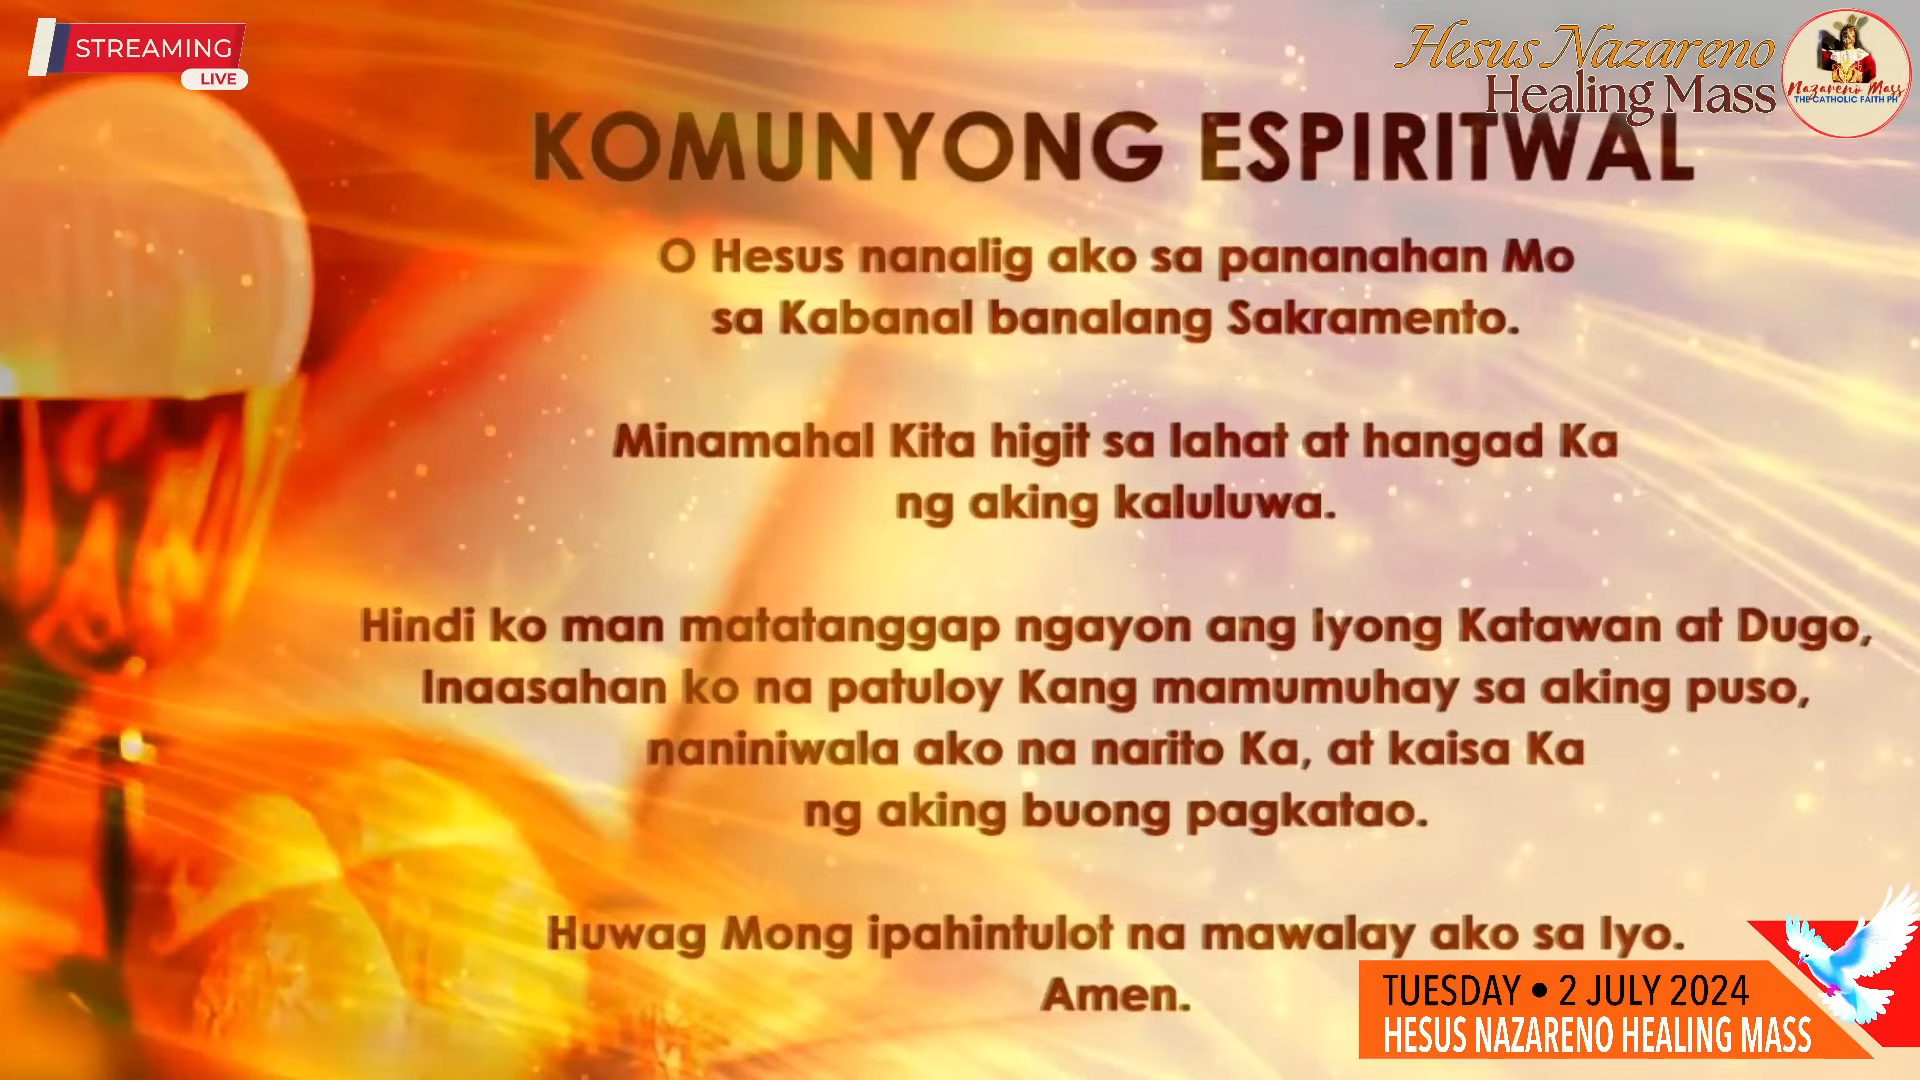 STREAMING
LIVE
Hesus Nazareno
Healing Mass
Nazareno Mass
THE CATHOLIC FAITH PH
KOMUNYONG ESPIRITWAL
O Hesus nanalig ako sa pananahan Mo
sa Kabanal banalang Sakramento.
Minamahal Kita higit sa lahat at hangad Ka
ng aking kaluluwa.
Hindi ko man matatanggap ngayon ang Iyong Katawan at Dugo,
Inaasahan ko na patuloy Kang mamumuhay sa aking puso,
naniniwala ako na narito Ka, at kaisa Ka
ng aking buong pagkatao.
Huwag Mong ipahintulot na mawalay ako sa Iyo.
Amen.
TUESDAY • 2 JULY 2024
HESUS NAZARENO HEALING MASS